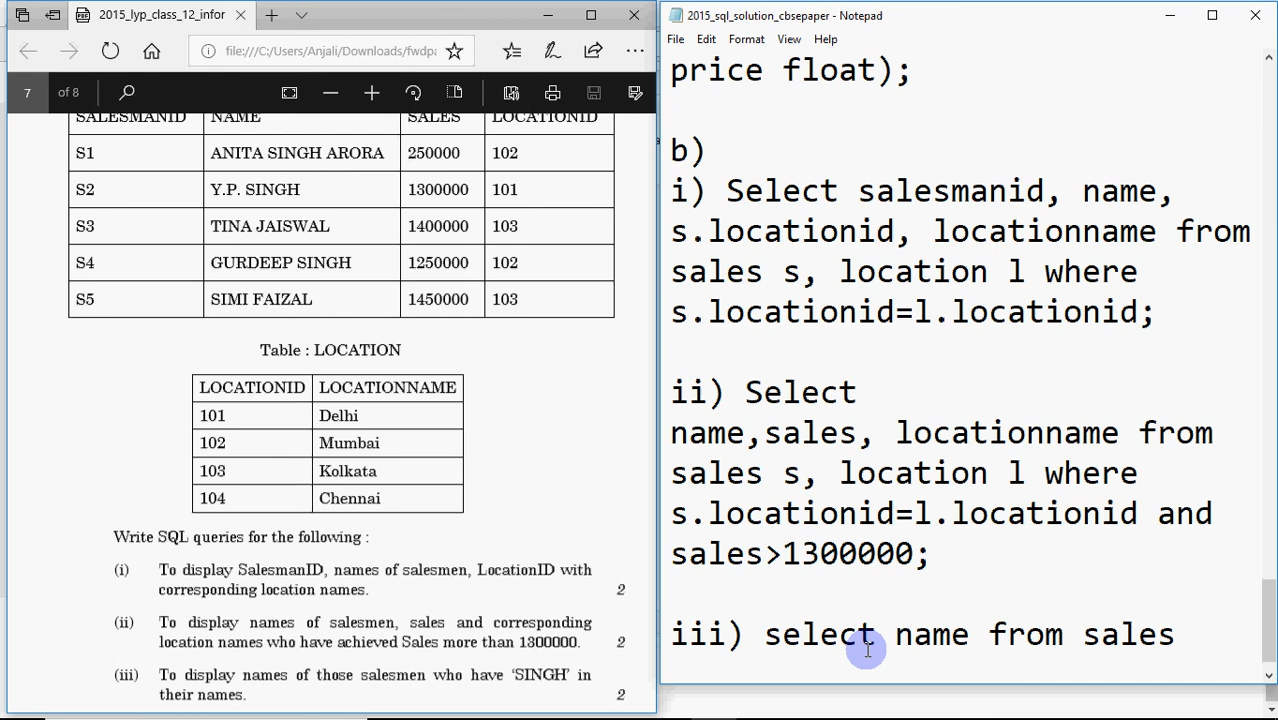 2015_lyp_class_12_infor
file:///C:/Users/Anjali/Downloads/fwdpa
7 of 8
SALESMANID NAME SALES LOCATIONID
S1 ANITA SINGH ARORA 250000 102
S2 Y.P. SINGH 1300000 101
S3 TINA JAISWAL 1400000 103
S4 GURDEEP SINGH 1250000 102
S5 SIMI FAIZAL 1450000 103
Table : LOCATION
LOCATIONID LOCATIONNAME
101 Delhi
102 Mumbai
103 Kolkata
104 Chennai
Write SQL queries for the following :
(i) To display SalesmanID, names of salesmen, LocationID with
corresponding location names. 2
(ii) To display names of salesmen, sales and corresponding
location names who have achieved Sales more than 1300000. 2
(iii) To display names of those salesmen who have ‘SINGH’ in
their names. 2
2015_sql_solution_cbsepaper - Notepad
File Edit Format View Help
price float);
b)
i) Select salesmanid, name,
s.locationid, locationname from
sales s, location l where
s.locationid=l.locationid;
ii) Select
name,sales, locationname from
sales s, location l where
s.locationid=l.locationid and
sales>1300000;
iii) select name from sales